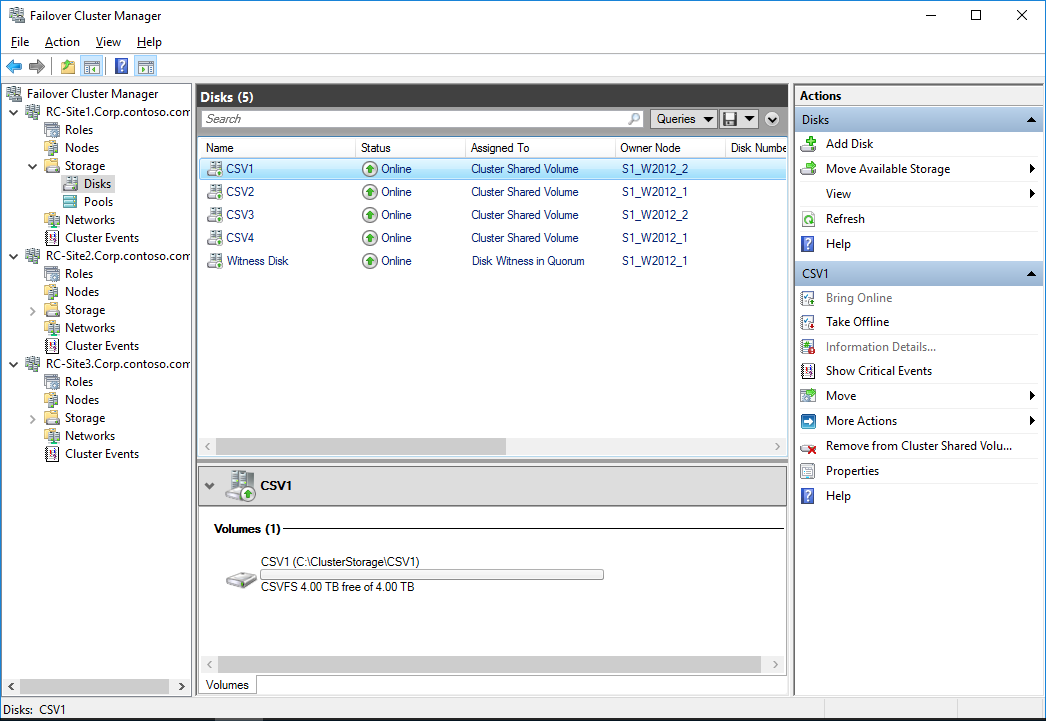 Failover Cluster Manager
File Action View Help
Failover Cluster Manager
RC-Site1.Corp.contoso.com
Roles
Nodes
Storage
Disks
Pools
Networks
Cluster Events
RC-Site2.Corp.contoso.com
Roles
Nodes
Storage
Networks
Cluster Events
RC-Site3.Corp.contoso.com
Roles
Nodes
Storage
Networks
Cluster Events
Disks (5)
Search Queries
Name Status Assigned To Owner Node Disk Numbe
CSV1 Online Cluster Shared Volume S1_W2012_2
CSV2 Online Cluster Shared Volume S1_W2012_1
CSV3 Online Cluster Shared Volume S1_W2012_2
CSV4 Online Cluster Shared Volume S1_W2012_1
Witness Disk Online Disk Witness in Quorum S1_W2012_1
CSV1
Volumes (1)
CSV1 (C:\ClusterStorage\CSV1)
CSVFS 4.00 TB free of 4.00 TB
Volumes
Actions
Disks
Add Disk
Move Available Storage
View
Refresh
Help
CSV1
Bring Online
Take Offline
Information Details...
Show Critical Events
Move
More Actions
Remove from Cluster Shared Volu...
Properties
Help
Disks: CSV1